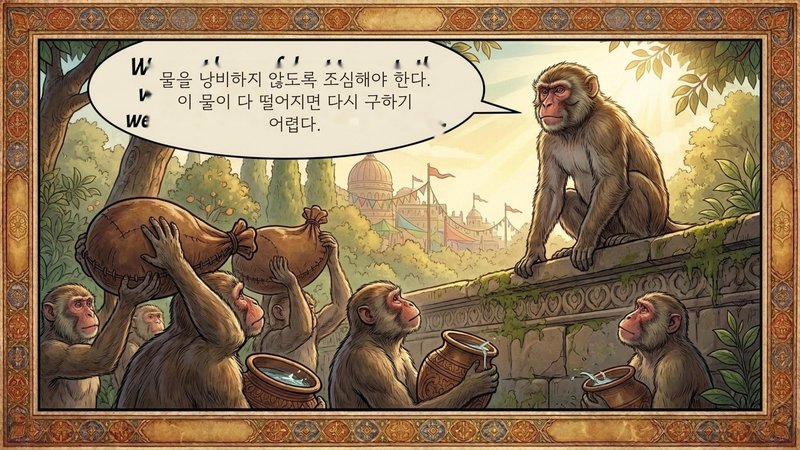 물을 낭비하지 않도록 조심해야 한다.
이 물이 다 떨어지면 다시 구하기
어렵다.